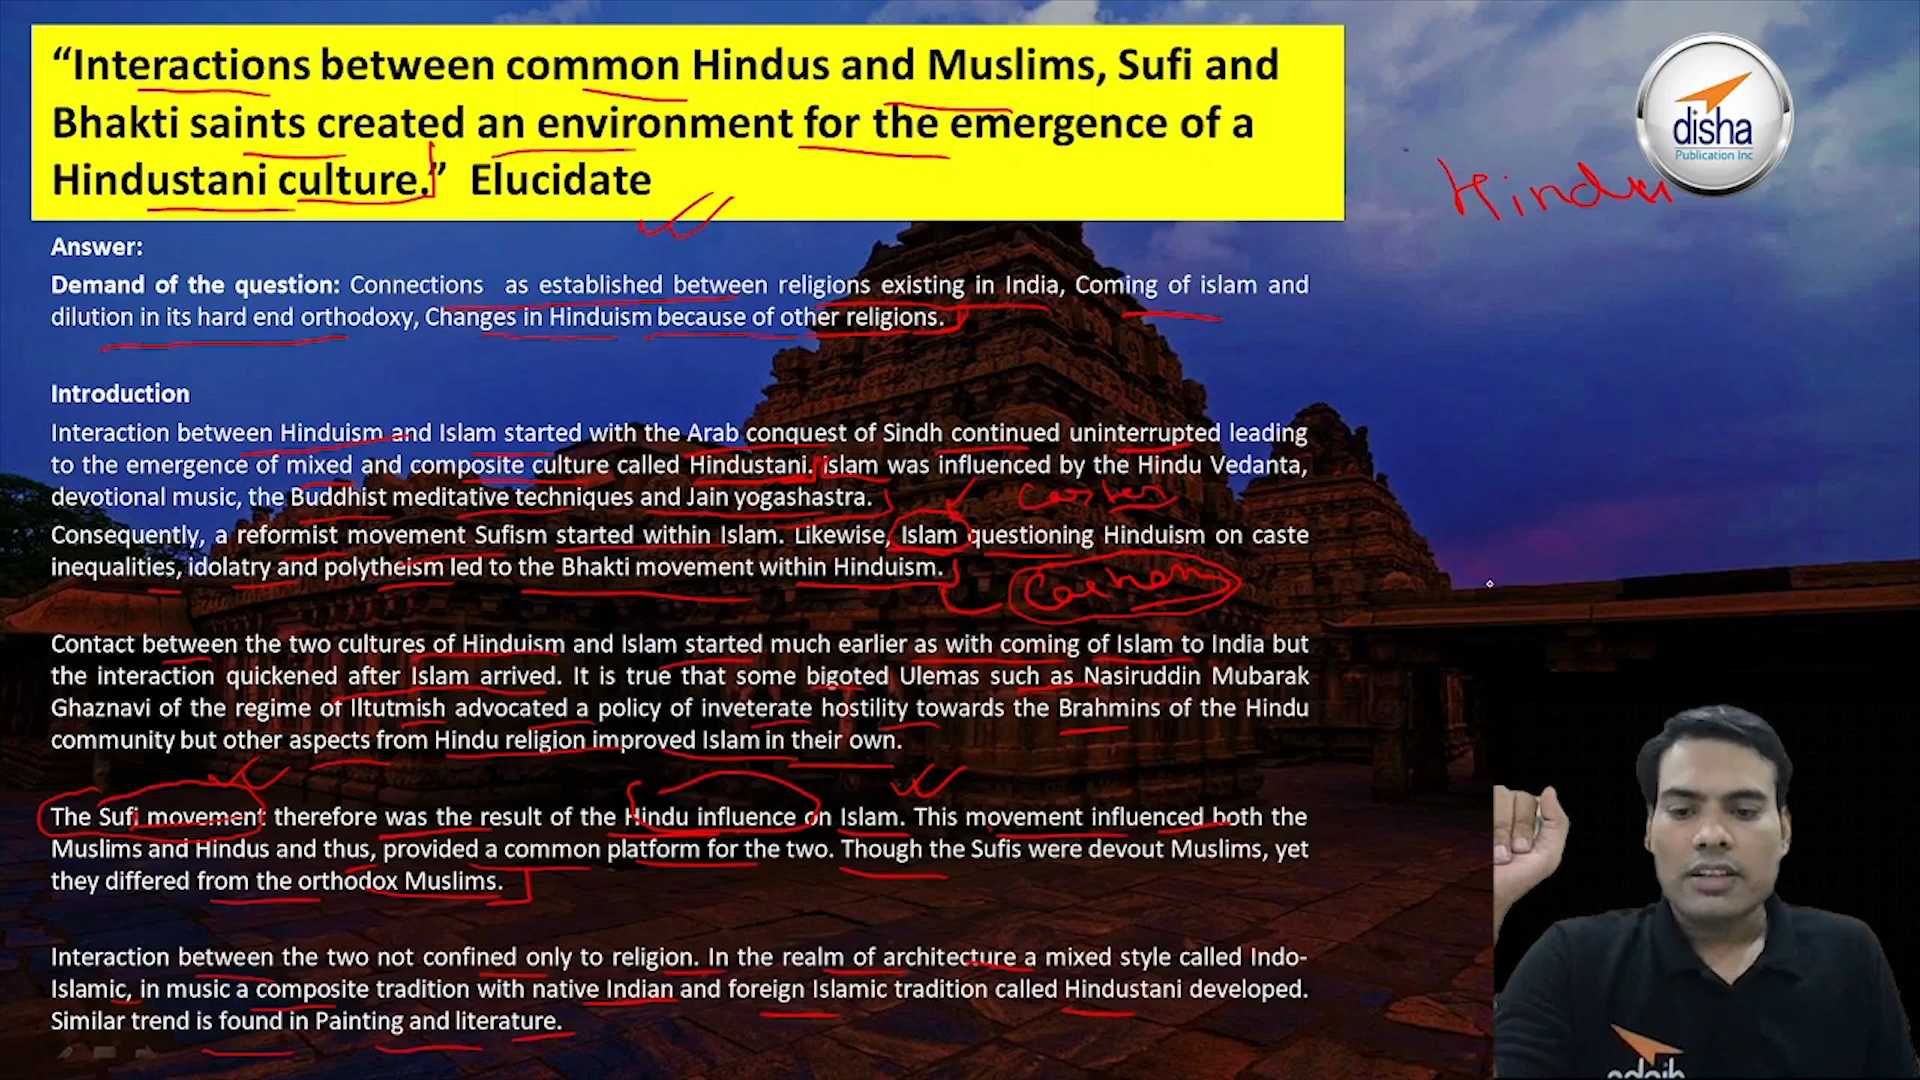 “Interactions between common Hindus and Muslims, Sufi and
Bhakti saints created an environment for the emergence of a
Hindustani culture.” Elucidate
disha
Publication Inc
Hindu
Answer:
Demand of the question: Connections as established between religions existing in India, Coming of islam and
dilution in its hard end orthodoxy, Changes in Hinduism because of other religions.
Introduction
Interaction between Hinduism and Islam started with the Arab conquest of Sindh continued uninterrupted leading
to the emergence of mixed and composite culture called Hindustani. islam was influenced by the Hindu Vedanta,
devotional music, the Buddhist meditative techniques and Jain yogashastra.
Consequently, a reformist movement Sufism started within Islam. Likewise, Islam questioning Hinduism on caste
inequalities, idolatry and polytheism led to the Bhakti movement within Hinduism.
Contact between the two cultures of Hinduism and Islam started much earlier as with coming of Islam to India but
the interaction quickened after Islam arrived. It is true that some bigoted Ulemas such as Nasiruddin Mubarak
Ghaznavi of the regime of Iltutmish advocated a policy of inveterate hostility towards the Brahmins of the Hindu
community but other aspects from Hindu religion improved Islam in their own.
The Sufi movement therefore was the result of the Hindu influence on Islam. This movement influenced both the
Muslims and Hindus and thus, provided a common platform for the two. Though the Sufis were devout Muslims, yet
they differed from the orthodox Muslims.
Interaction between the two not confined only to religion. In the realm of architecture a mixed style called Indo-
Islamic, in music a composite tradition with native Indian and foreign Islamic tradition called Hindustani developed.
Similar trend is found in Painting and literature.